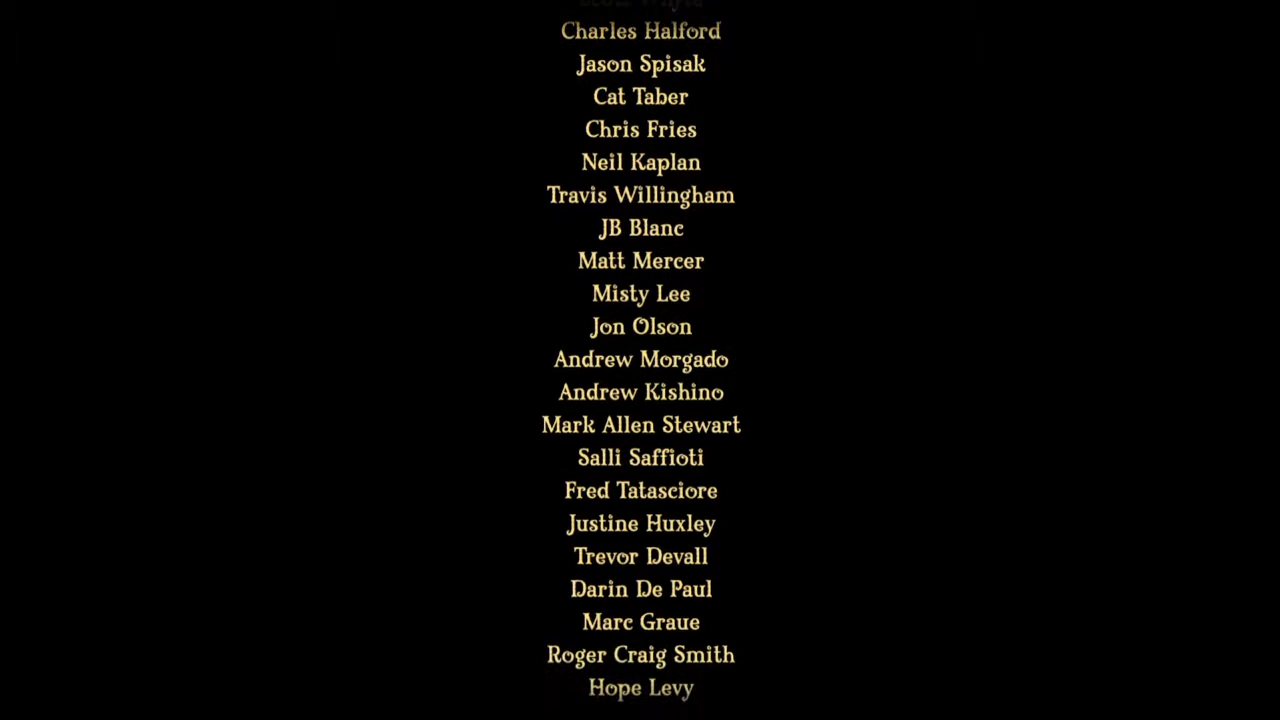 Charles Halford
Jason Spisak
Cat Taber
Chris Fries
Neil Kaplan
Travis Willingham
JB Blanc
Matt Mercer
Misty Lee
Jon Olson
Andrew Morgado
Andrew Kishino
Mark Allen Stewart
Salli Saffioti
Fred Tatasciore
Justine Huxley
Trevor Devall
Darin De Paul
Marc Graue
Roger Craig Smith
Hope Levy